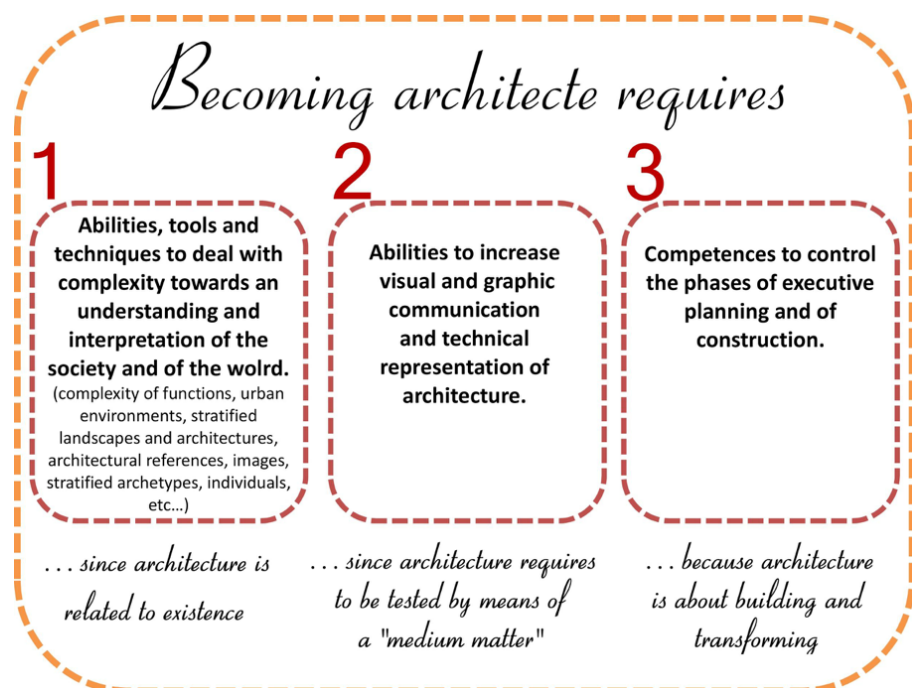 Becoming architecte requires
1
Abilities, tools and
techniques to deal with
complexity towards an
understanding and
interpretation of the
society and of the wolrd.
(complexity of functions, urban
environments, stratified
landscapes and architectures,
architectural references, images,
stratified archetypes, individuals,
etc...)
...since architecture is
related to existence
2
Abilities to increase
visual and graphic
communication
and technical
representation of
architecture.
...since architecture requires
to be tested by means of
a "medium matter"
3
Competences to control
the phases of executive
planning and of
construction.
...because architecture
is about building and
transforming